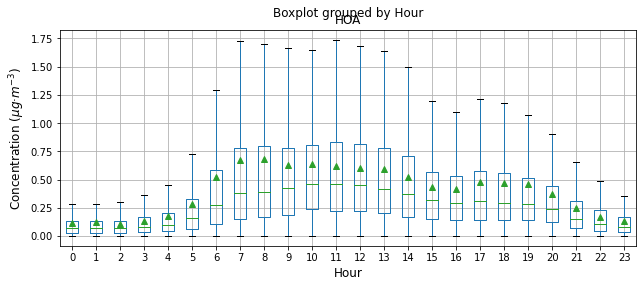 Boxplot grouped by Hour
HOA
1.75
1.50
1.25
1.00
0.75
0.50
0.25
0.00
Concentration (μg·m⁻³)
0 1 2 3 4 5 6 7 8 9 10 11 12 13 14 15 16 17 18 19 20 21 22 23
Hour